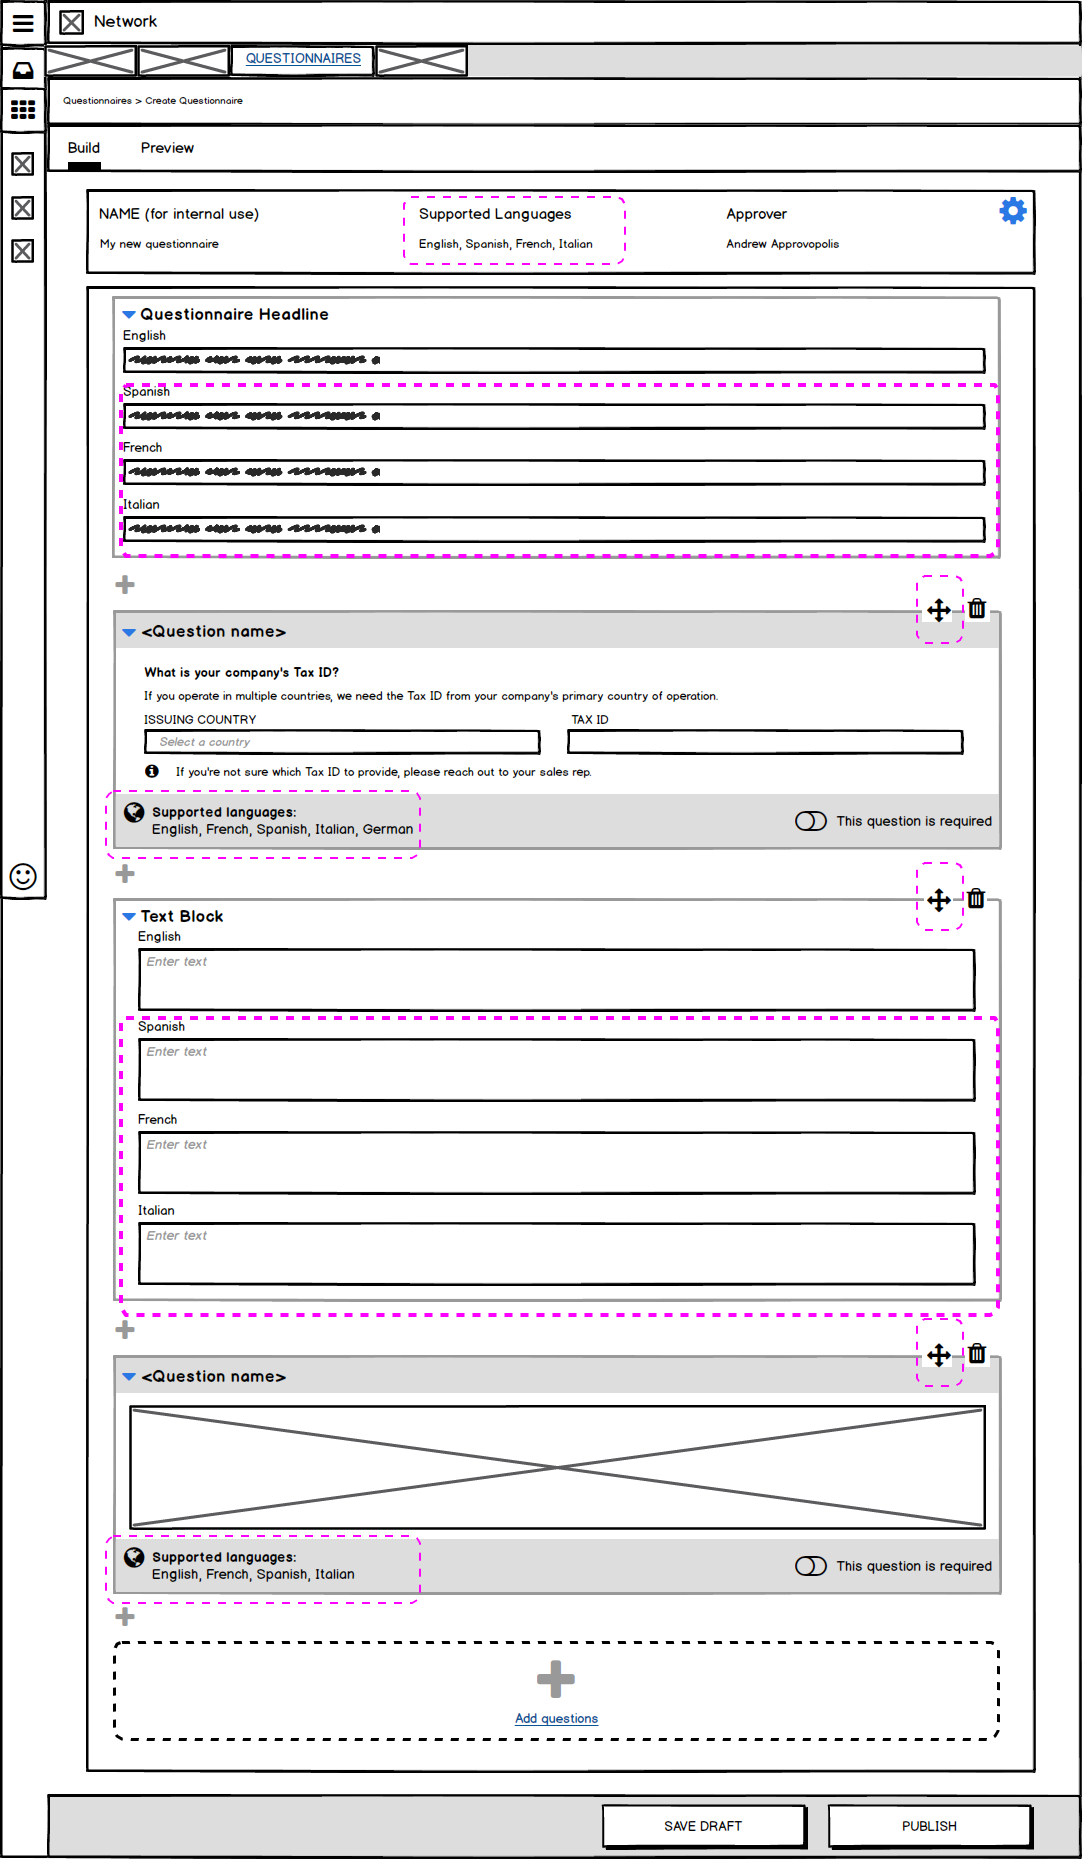 Network
QUESTIONNAIRES
Questionnaires > Create Questionnaire
Build Preview
NAME (for internal use) Supported Languages Approver
My new questionnaire English, Spanish, French, Italian Andrew Approvopolis
Questionnaire Headline
English
Spanish
French
Italian
<Question name>
What is your company's Tax ID?
If you operate in multiple countries, we need the Tax ID from your company's primary country of operation.
ISSUING COUNTRY TAX ID
Select a country
If you're not sure which Tax ID to provide, please reach out to your sales rep.
Supported languages:
English, French, Spanish, Italian, German This question is required
Text Block
English
Enter text
Spanish
Enter text
French
Enter text
Italian
Enter text
<Question name>
Supported languages:
English, French, Spanish, Italian This question is required
Add questions
SAVE DRAFT PUBLISH